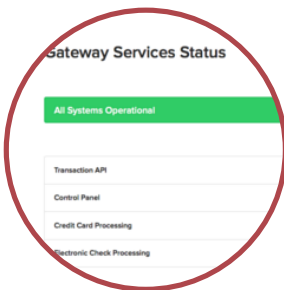 Gateway Services Status
All Systems Operational
Transaction API
Control Panel
Credit Card Processing
Electronic Check Processing